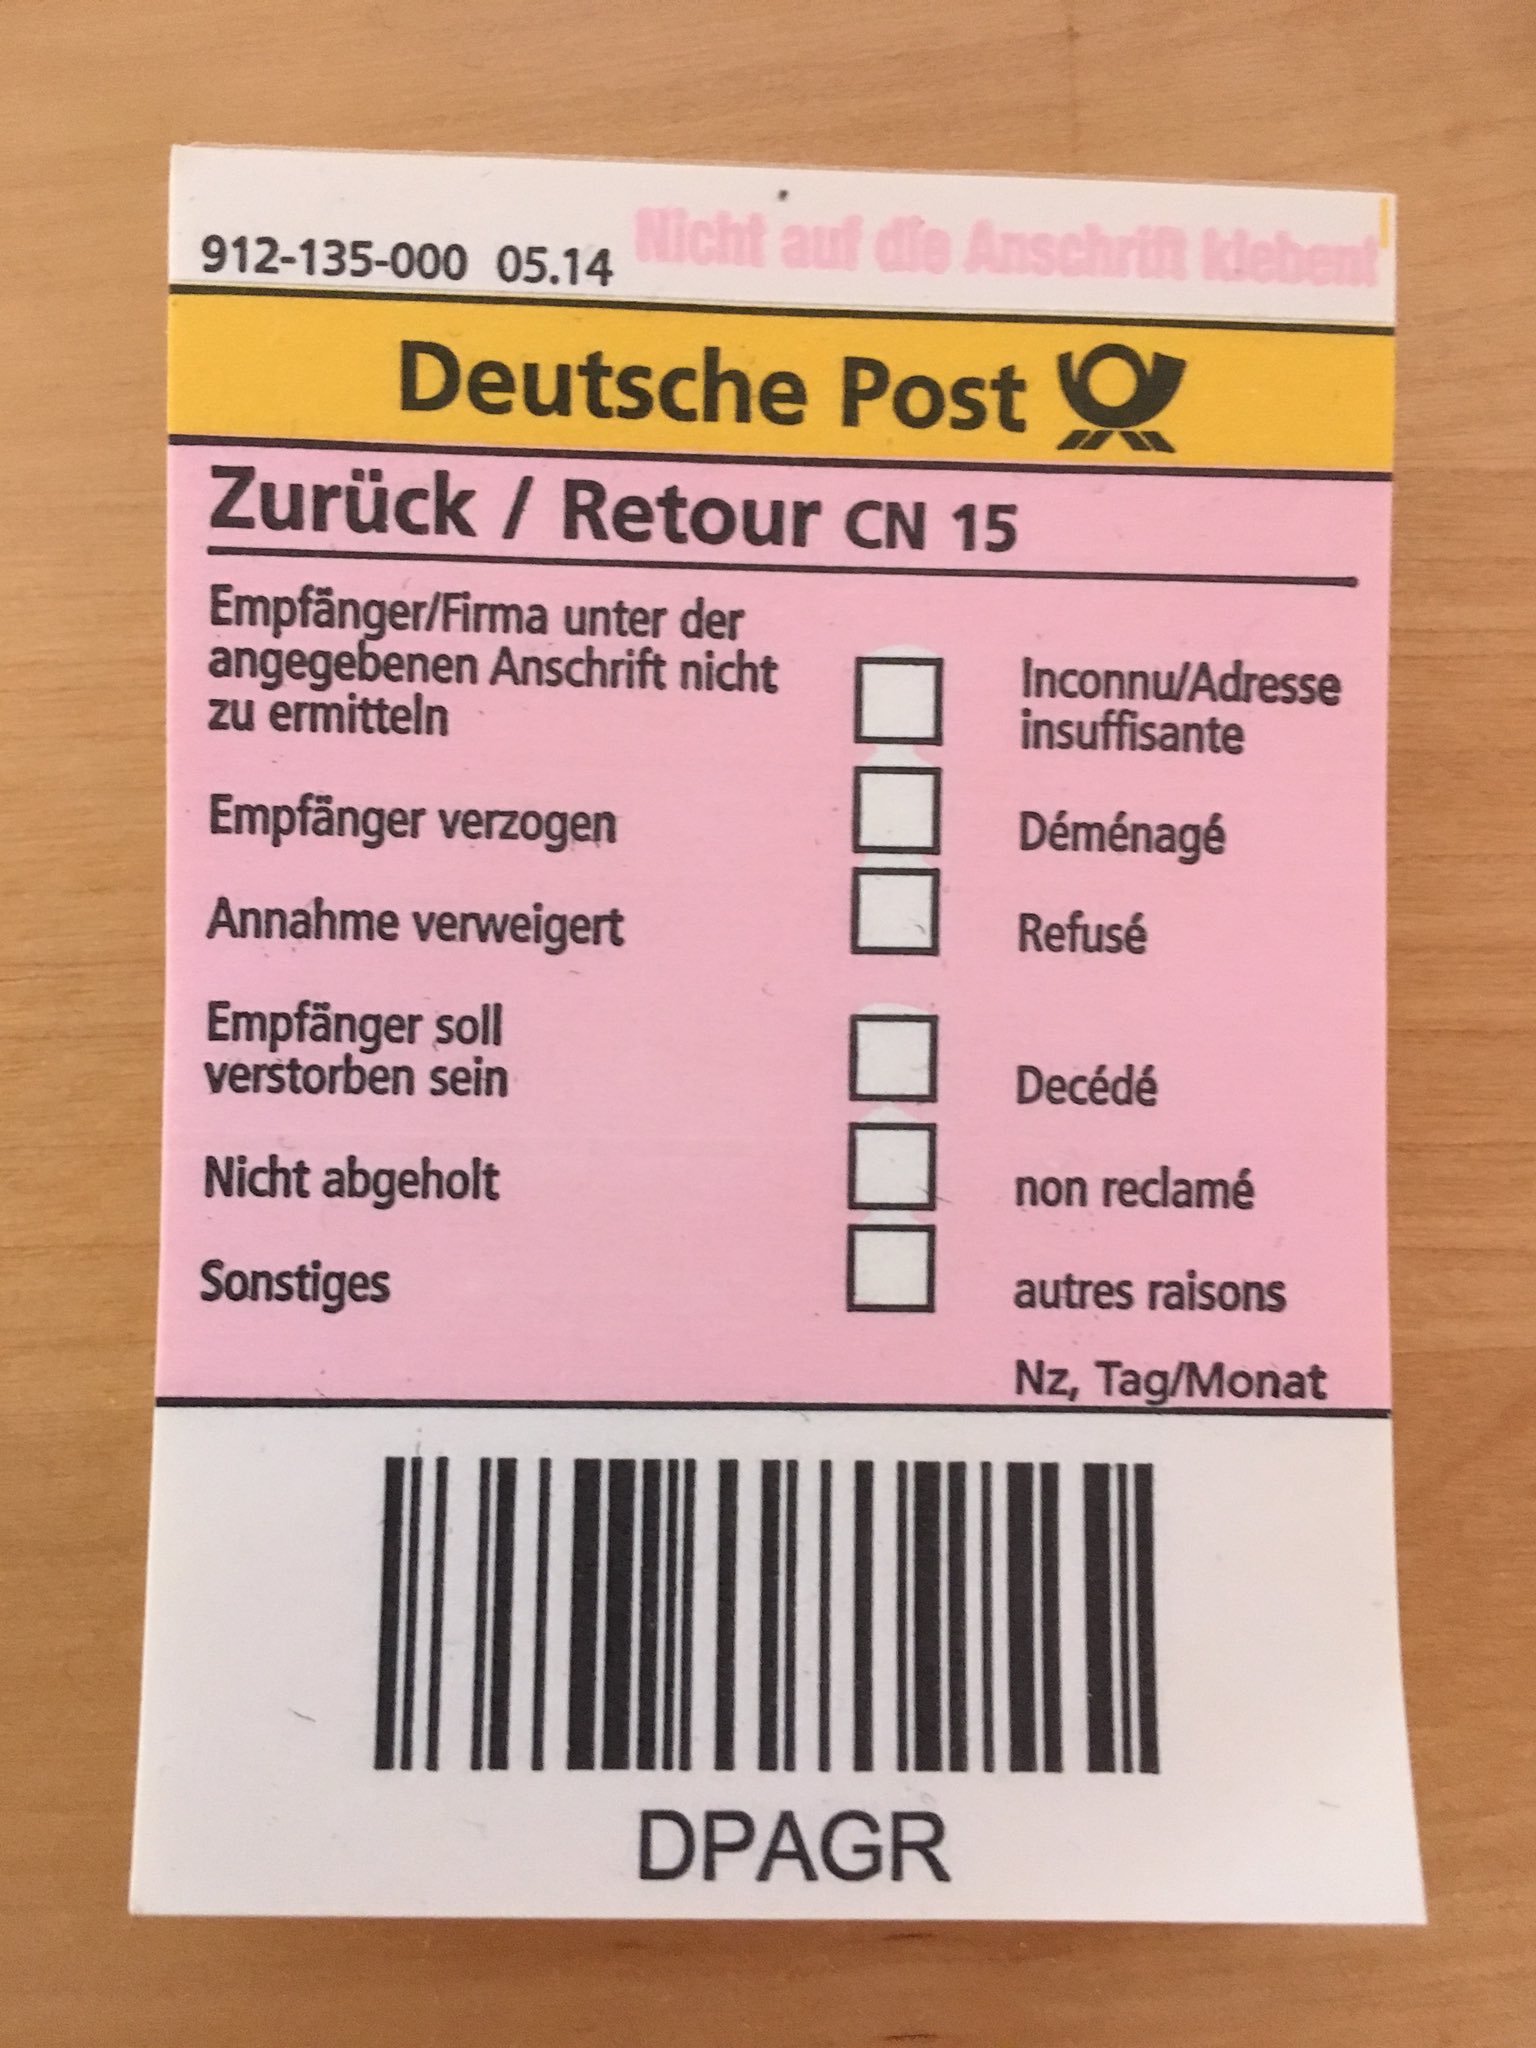 912-135-000 05.14 Nicht auf die Anschrift kleben!
Deutsche Post
Zurück / Retour CN 15
Empfänger/Firma unter der
angegebenen Anschrift nicht
zu ermitteln
Inconnu/Adresse
insuffisante
Empfänger verzogen
Déménagé
Annahme verweigert
Refusé
Empfänger soll
verstorben sein
Decédé
Nicht abgeholt
non reclamé
Sonstiges
autres raisons
Nz, Tag/Monat
DPAGR